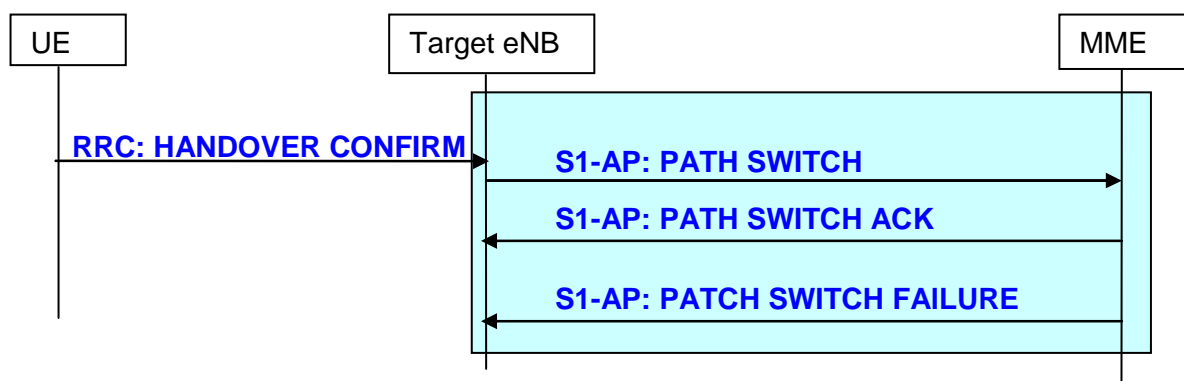 UE
Target eNB
MME
RRC: HANDOVER CONFIRM
S1-AP: PATH SWITCH
S1-AP: PATH SWITCH ACK
S1-AP: PATCH SWITCH FAILURE